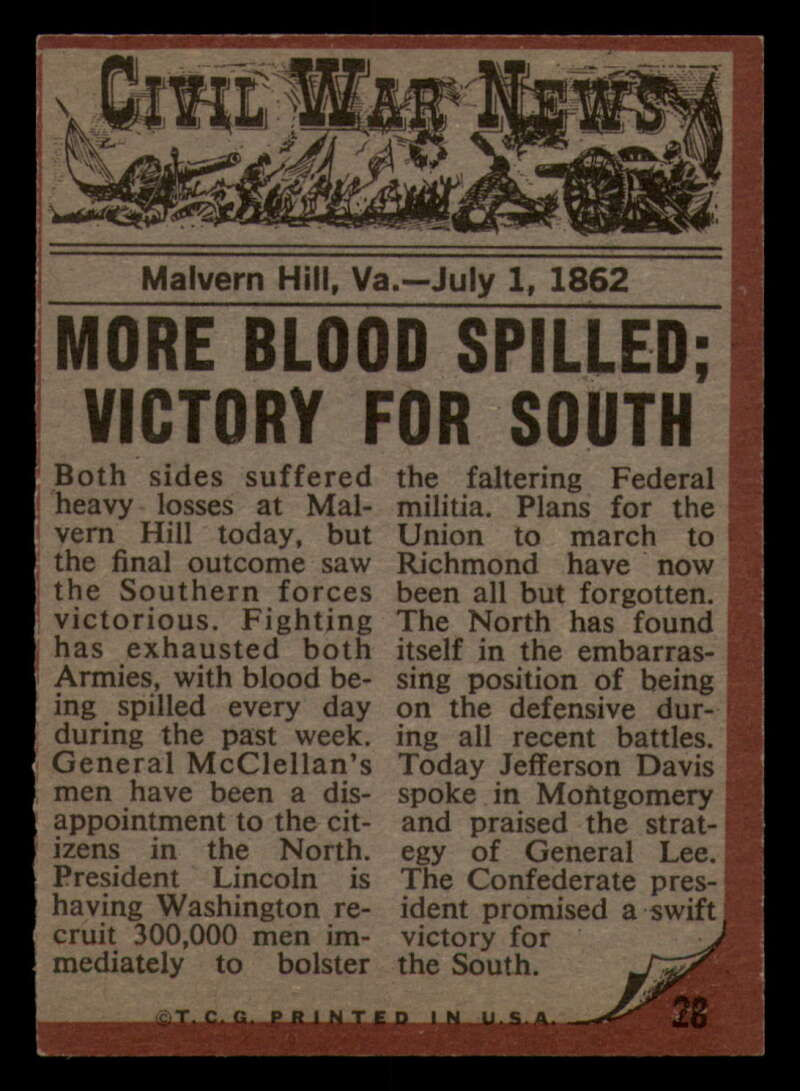 CIVIL WAR NEWS
Malvern Hill, Va.—July 1, 1862
MORE BLOOD SPILLED;
VICTORY FOR SOUTH
Both sides suffered
heavy losses at Mal-
vern Hill today, but
the final outcome saw
the Southern forces
victorious. Fighting
has exhausted both
Armies, with blood be-
ing spilled every day
during the past week.
General McClellan's
men have been a dis-
appointment to the cit-
izens in the North.
President Lincoln is
having Washington re-
cruit 300,000 men im-
mediately to bolster
the faltering Federal
militia. Plans for the
Union to march to
Richmond have now
been all but forgotten.
The North has found
itself in the embarras-
sing position of being
on the defensive dur-
ing all recent battles.
Today Jefferson Davis
spoke in Montgomery
and praised the strat-
egy of General Lee.
The Confederate pres-
ident promised a swift
victory for
the South.
©T.C.G. PRINTED IN U.S.A.
28